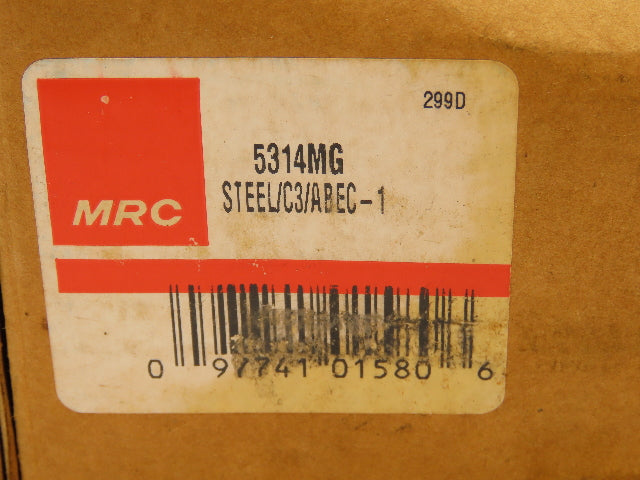 299D
5314MG
STEEL/C3/ABEC-1
MRC
0 97741 01580 6